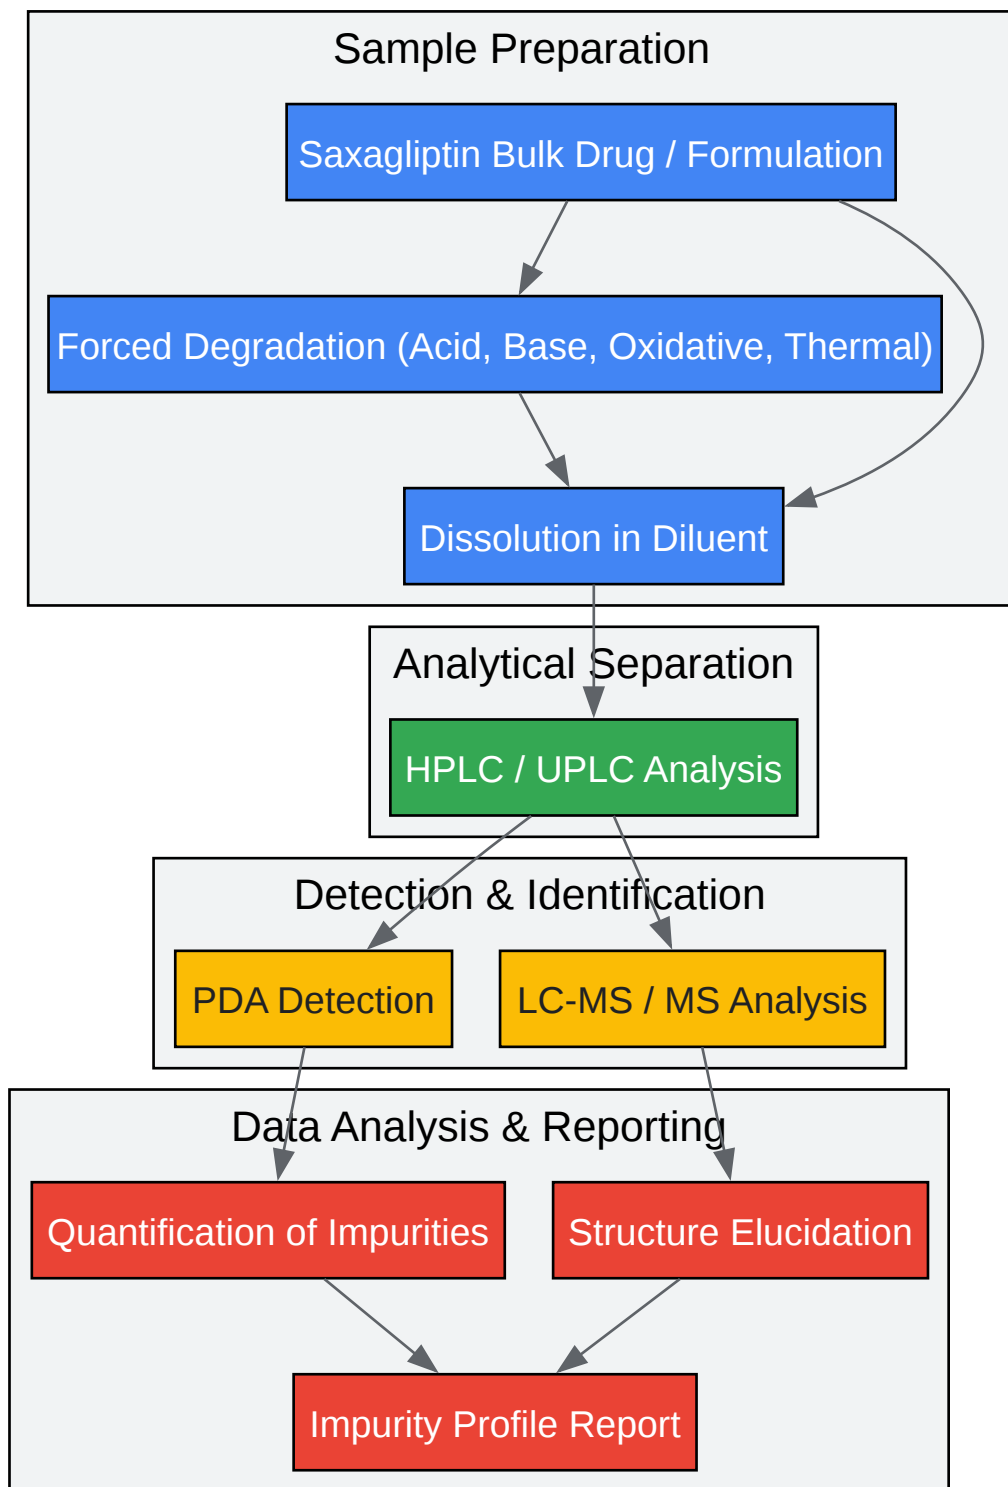 Sample Preparation
Saxagliptin Bulk Drug / Formulation
Forced Degradation (Acid, Base, Oxidative, Thermal)
Dissolution in Diluent
Analytical Separation
HPLC / UPLC Analysis
Detection & Identification
PDA Detection
LC-MS / MS Analysis
Data Analysis & Reporting
Quantification of Impurities
Structure Elucidation
Impurity Profile Report